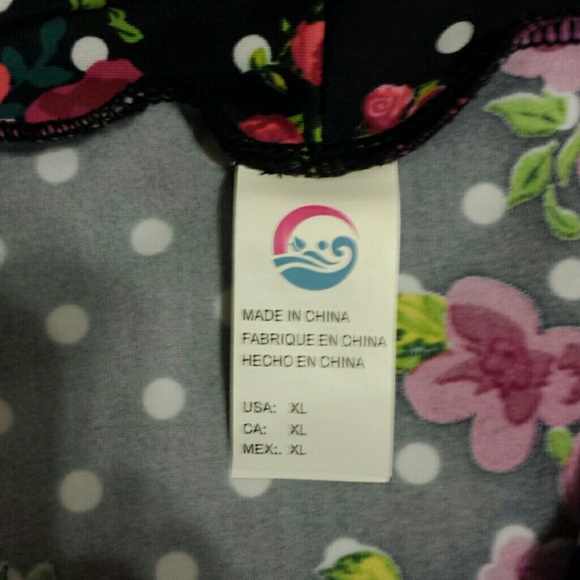 MADE IN CHINA
FABRIQUE EN CHINA
HECHO EN CHINA
USA: XL
CA: XL
MEX:. XL